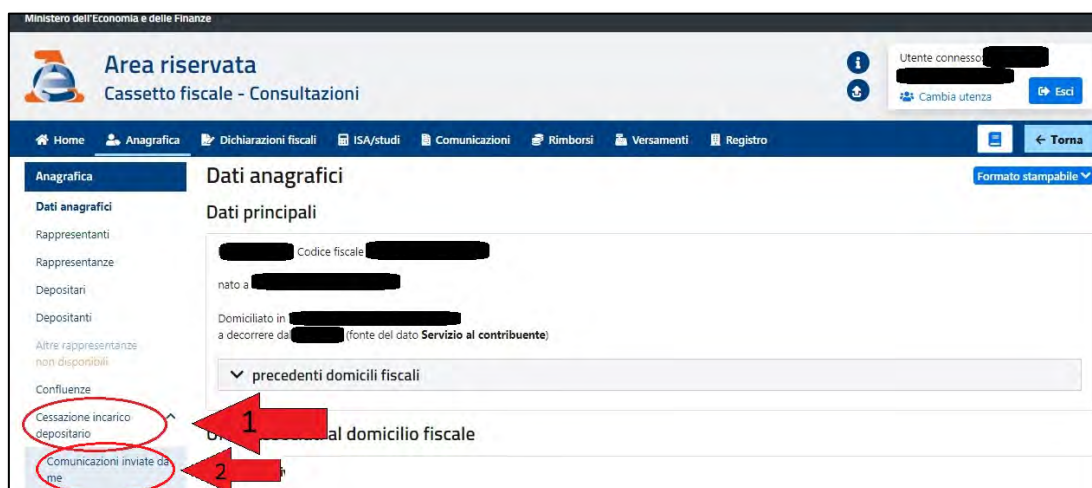 Ministero dell'Economia e delle Finanze
Area riservata
Cassetto fiscale - Consultazioni
Utente connesso:
Cambia utenza
Esci
Home Anagrafica Dichiarazioni fiscali ISA/studi Comunicazioni Rimborsi Versamenti Registro
← Torna
Anagrafica
Dati anagrafici
Rappresentanti
Rappresentanze
Depositari
Depositanti
Altre rappresentanze
non disponibili
Confluenze
Cessazione incarico
depositario
Comunicazioni inviate da
me
Dati anagrafici
Formato stampabile
Dati principali
Codice fiscale
nato a
Domiciliato in
a decorrere dal (fonte del dato Servizio al contribuente)
precedenti domicili fiscali
al domicilio fiscale
1
2